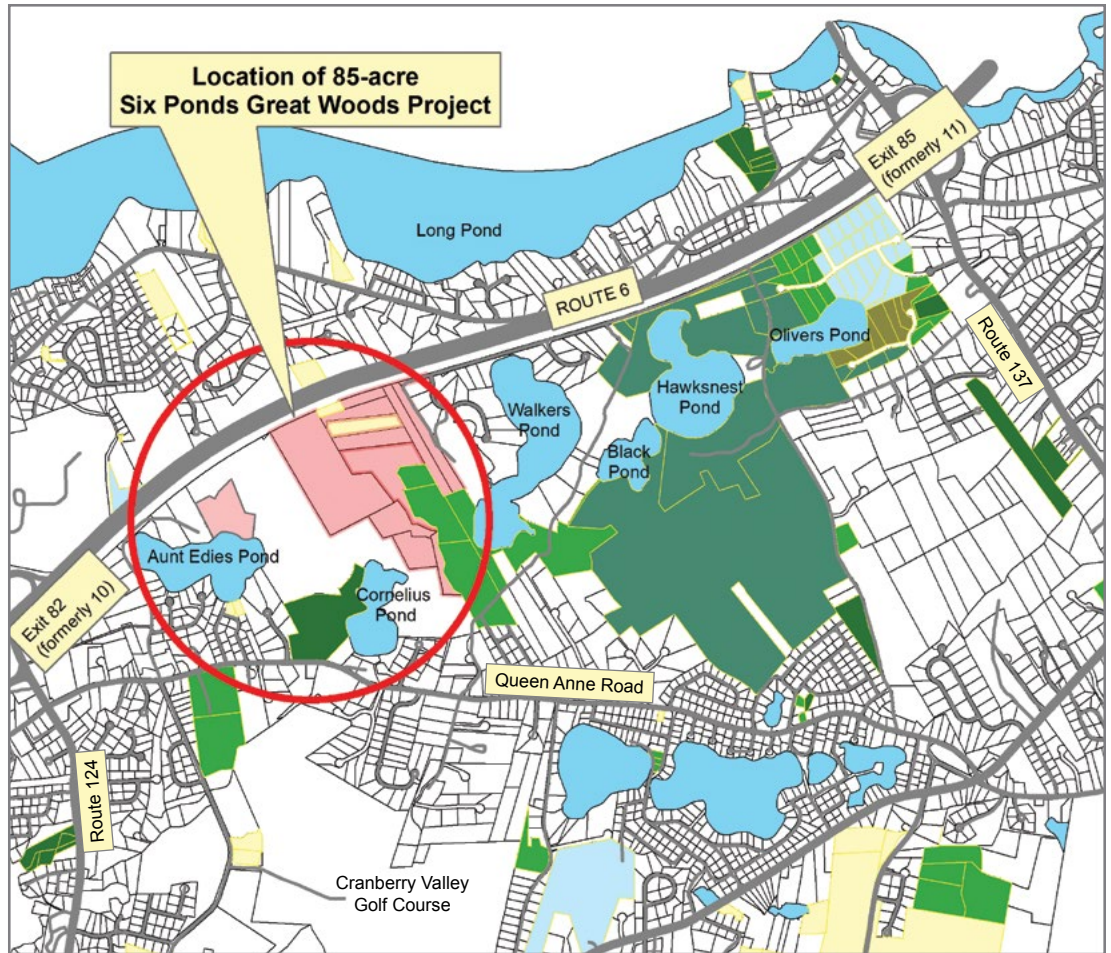 Location of 85-acre
Six Ponds Great Woods Project
Exit 85
(formerly 11)
Long Pond
ROUTE 6
Olivers Pond
Route 137
Hawksnest
Pond
Walkers
Pond
Black
Pond
Aunt Edies Pond
Cornelius
Pond
Exit 82
(formerly 10)
Queen Anne Road
Route 124
Cranberry Valley
Golf Course